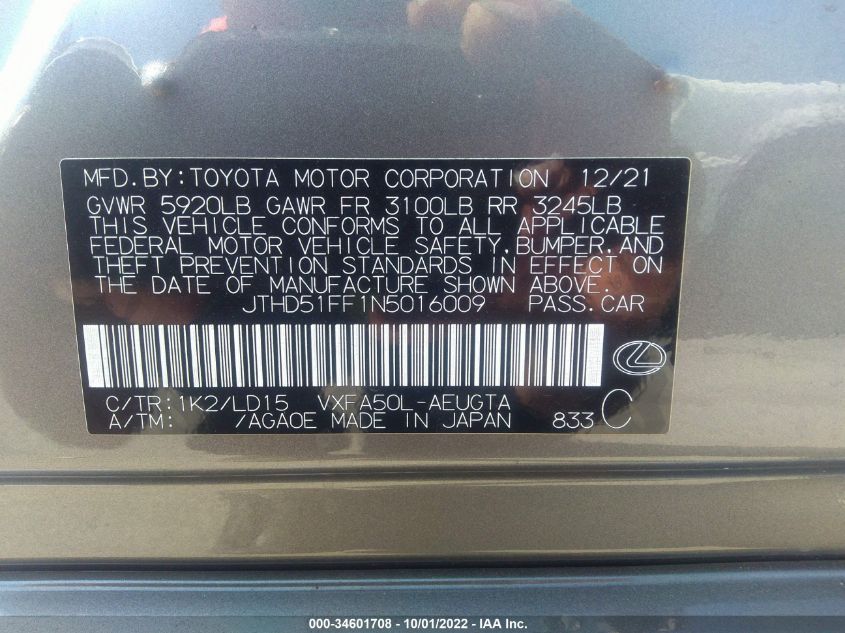 MFD.BY:TOYOTA MOTOR CORPORATION 12/21
GVWR 5920LB GAWR FR 3100LB RR 3245LB
THIS VEHICLE CONFORMS TO ALL APPLICABLE
FEDERAL MOTOR VEHICLE SAFETY,BUMPER,AND
THEFT PREVENTION STANDARDS IN EFFECT ON
THE DATE OF MANUFACTURE SHOWN ABOVE.
JTHD51FF1N5016009 PASS.CAR
C/TR:1K2/LD15 VXFA50L-AEUGTA
A/TM: /AGAOE MADE IN JAPAN 833 C
000-34601708 - 10/01/2022 - IAA Inc.